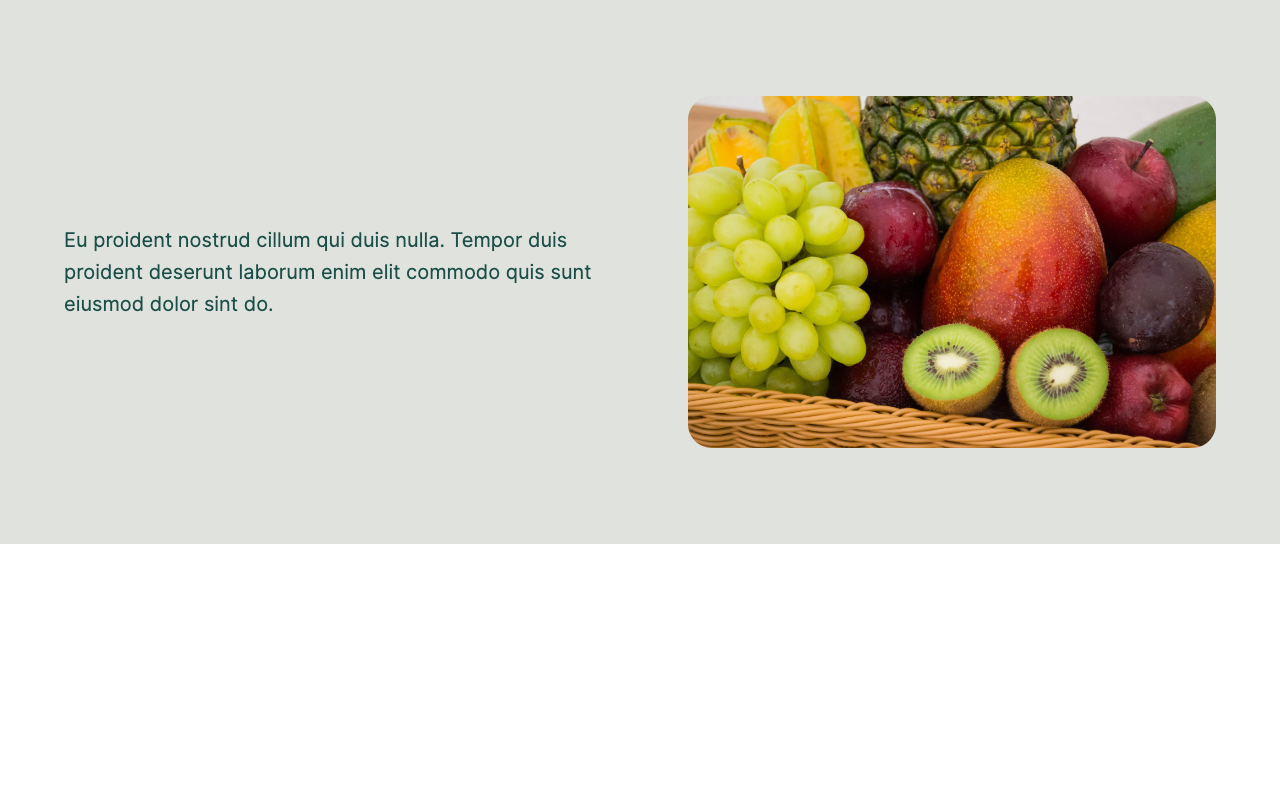 Eu proident nostrud cillum qui duis nulla. Tempor duis
proident deserunt laborum enim elit commodo quis sunt
eiusmod dolor sint do.